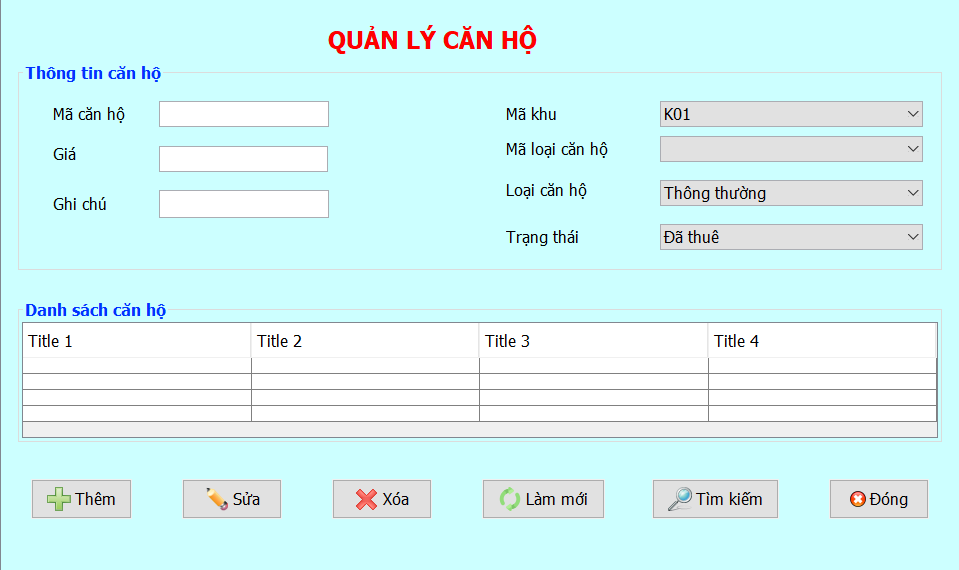 QUẢN LÝ CĂN HỘ
Thông tin căn hộ
Mã căn hộ
Mã khu
K01
Mã loại căn hộ
Giá
Loại căn hộ
Thông thường
Ghi chú
Trạng thái
Đã thuê
Danh sách căn hộ
Title 1 Title 2 Title 3 Title 4
Thêm Sửa Xóa Làm mới Tìm kiếm Đóng